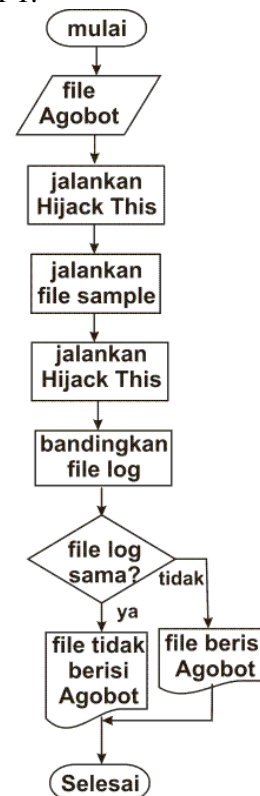 mulai
file
Agobot
jalankan
Hijack This
jalankan
file sample
jalankan
Hijack This
bandingkan
file log
file log
sama?
tidak
ya
file tidak
berisi
Agobot
file beris
Agobot
Selesai